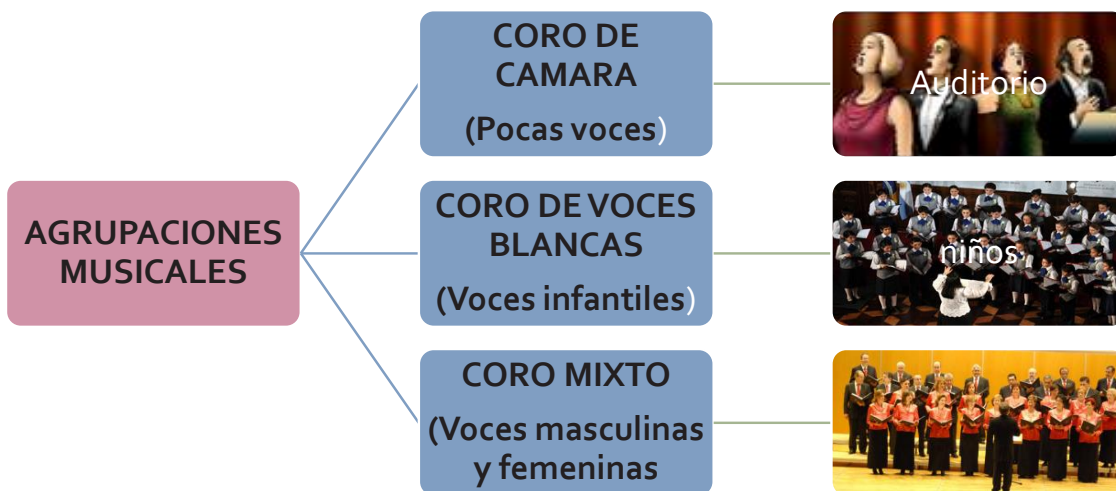 AGRUPACIONES
MUSICALES
CORO DE
CAMARA
(Pocas voces)
Auditorio
CORO DE VOCES
BLANCAS
(Voces infantiles)
niños
CORO MIXTO
(Voces masculinas
y femeninas